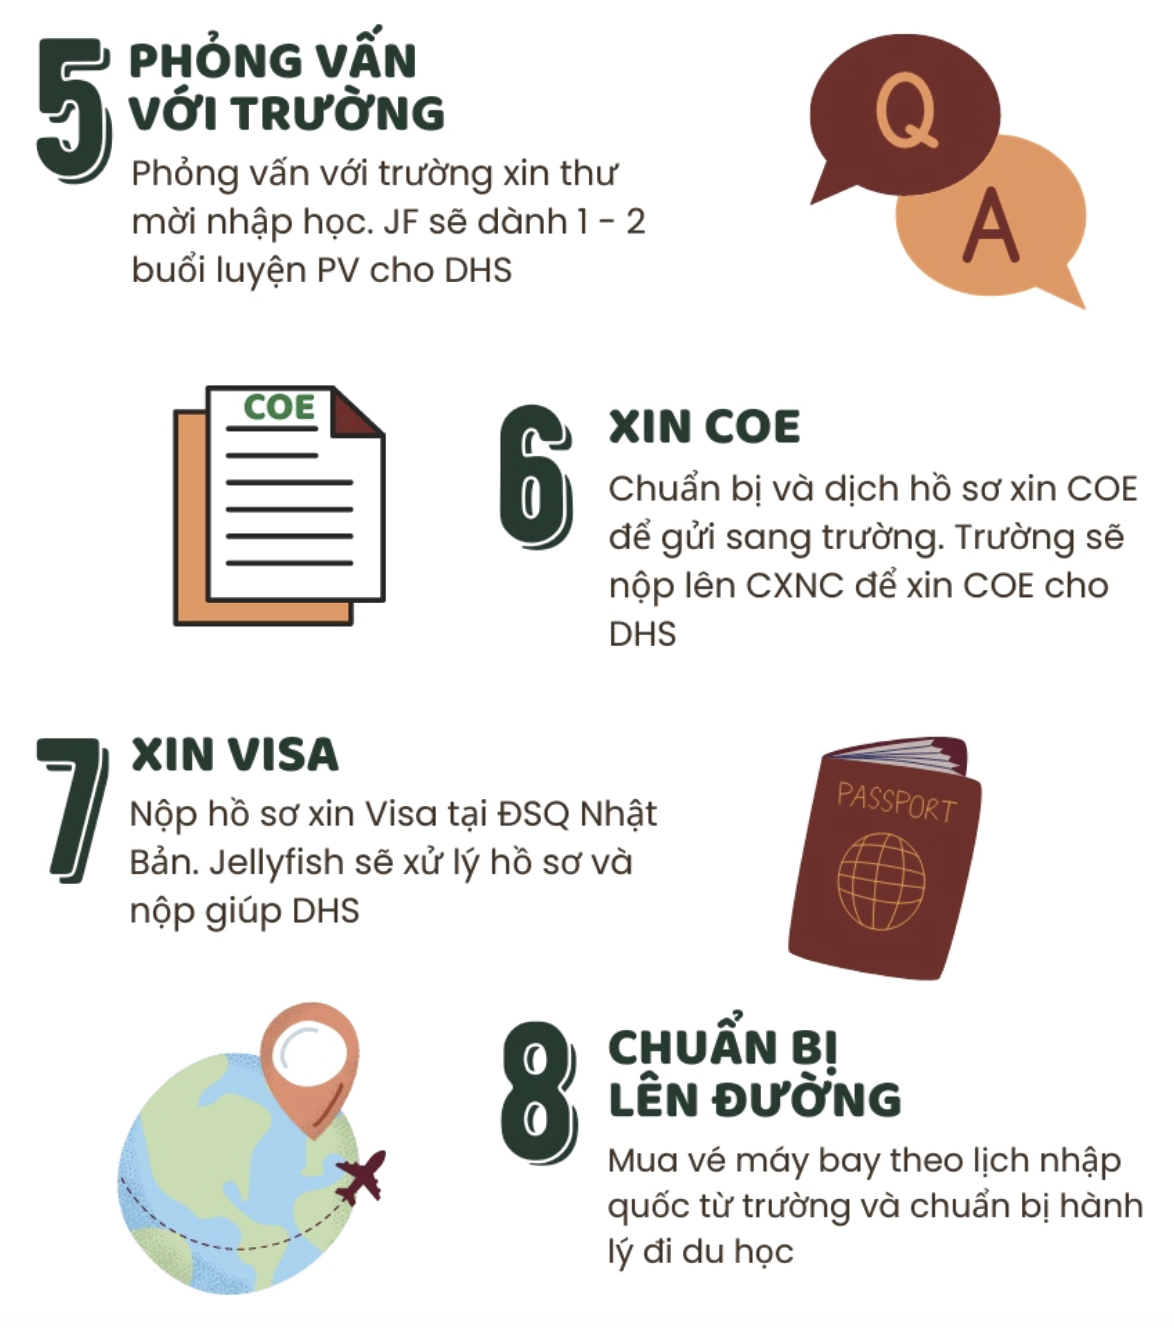 5
PHỎNG VẤN
VỚI TRƯỜNG
Phỏng vấn với trường xin thư
mời nhập học. JF sẽ dành 1 - 2
buổi luyện PV cho DHS
Q
A
COE
6
XIN COE
Chuẩn bị và dịch hồ sơ xin COE
để gửi sang trường. Trường sẽ
nộp lên CXNC để xin COE cho
DHS
7
XIN VISA
Nộp hồ sơ xin Visa tại ĐSQ Nhật
Bản. Jellyfish sẽ xử lý hồ sơ và
nộp giúp DHS
PASSPORT
8
CHUẨN BỊ
LÊN ĐƯỜNG
Mua vé máy bay theo lịch nhập
quốc từ trường và chuẩn bị hành
lý đi du học